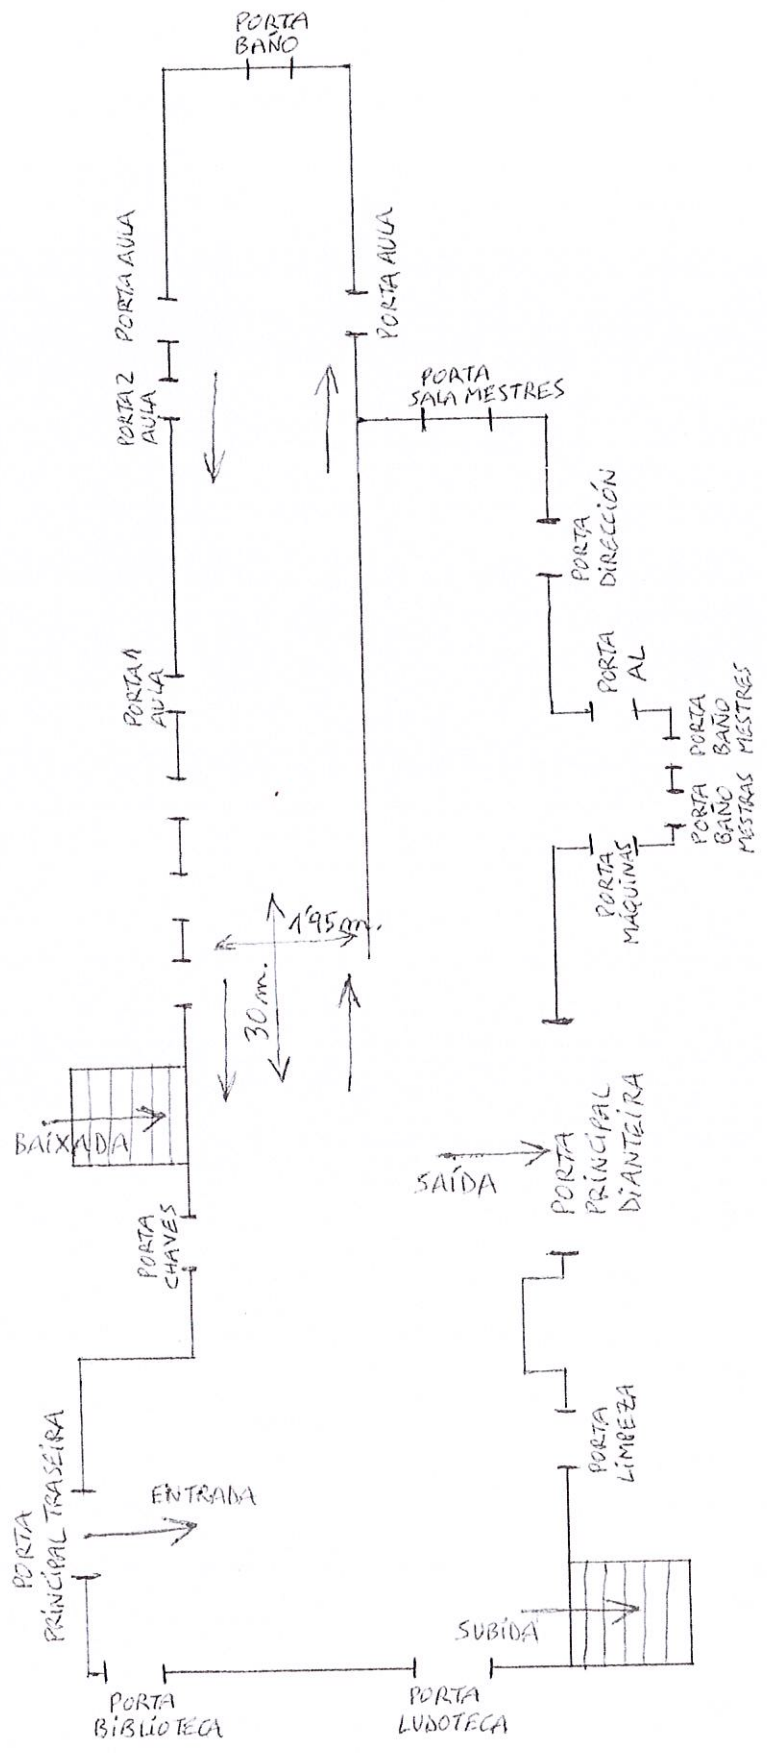 PORTA
BAÑO
PORTA AULA
PORTA AULA
PORTA 2
AULA
PORTA
SALA MESTRES
PORTA
DIRECCIÓN
PORTA 1
AULA
PORTA
AL
PORTA
BAÑO
MESTRES
PORTA
BAÑO
MESTRAS
PORTA
MÁQUINAS
1'95 m.
30 m.
BAIXADA
SAÍDA
PORTA
PRINCIPAL
DIANTEIRA
PORTA
CHAVES
PORTA
LIMPEZA
PORTA
PRINCIPAL TRASEIRA
ENTRADA
SUBIDA
PORTA
BIBLIOTECA
PORTA
LUDOTECA